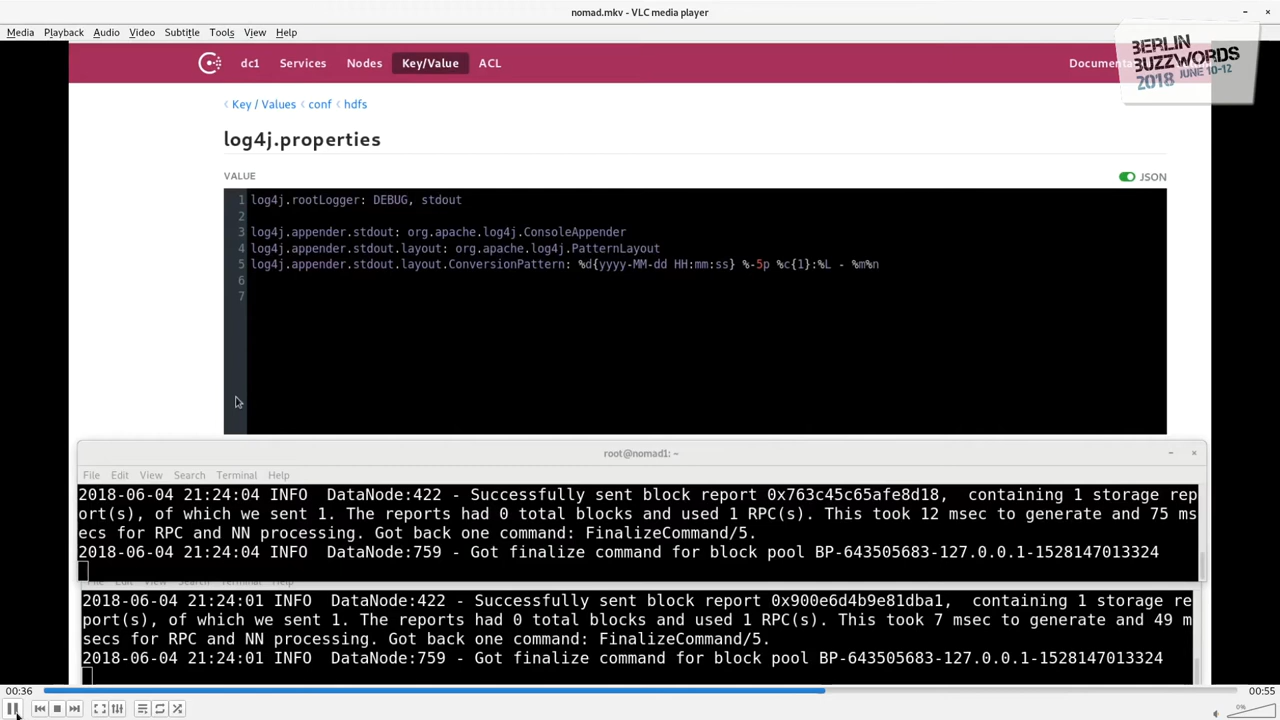 nomad.mkv - VLC media player
Media Playback Audio Video Subtitle Tools View Help
BERLIN
BUZZWORDS
2018 JUNE 10-12
dc1 Services Nodes Key/Value ACL Documenta
Key / Values conf hdfs
log4j.properties
VALUE
JSON
1 log4j.rootLogger: DEBUG, stdout
2
3 log4j.appender.stdout: org.apache.log4j.ConsoleAppender
4 log4j.appender.stdout.layout: org.apache.log4j.PatternLayout
5 log4j.appender.stdout.layout.ConversionPattern: %d{yyyy-MM-dd HH:mm:ss} %-5p %c{1}:%L - %m%n
6
7
root@nomad1: ~
File Edit View Search Terminal Help
2018-06-04 21:24:04 INFO  DataNode:422 - Successfully sent block report 0x763c45c65afe8d18,  containing 1 storage rep
ort(s), of which we sent 1. The reports had 0 total blocks and used 1 RPC(s). This took 12 msec to generate and 75 ms
ecs for RPC and NN processing. Got back one command: FinalizeCommand/5.
2018-06-04 21:24:04 INFO  DataNode:759 - Got finalize command for block pool BP-643505683-127.0.0.1-1528147013324
File Edit View Search Terminal Help
2018-06-04 21:24:01 INFO  DataNode:422 - Successfully sent block report 0x900e6d4b9e81dba1,  containing 1 storage re
port(s), of which we sent 1. The reports had 0 total blocks and used 1 RPC(s). This took 7 msec to generate and 49 m
secs for RPC and NN processing. Got back one command: FinalizeCommand/5.
2018-06-04 21:24:01 INFO  DataNode:759 - Got finalize command for block pool BP-643505683-127.0.0.1-1528147013324
00:36 00:55
0%